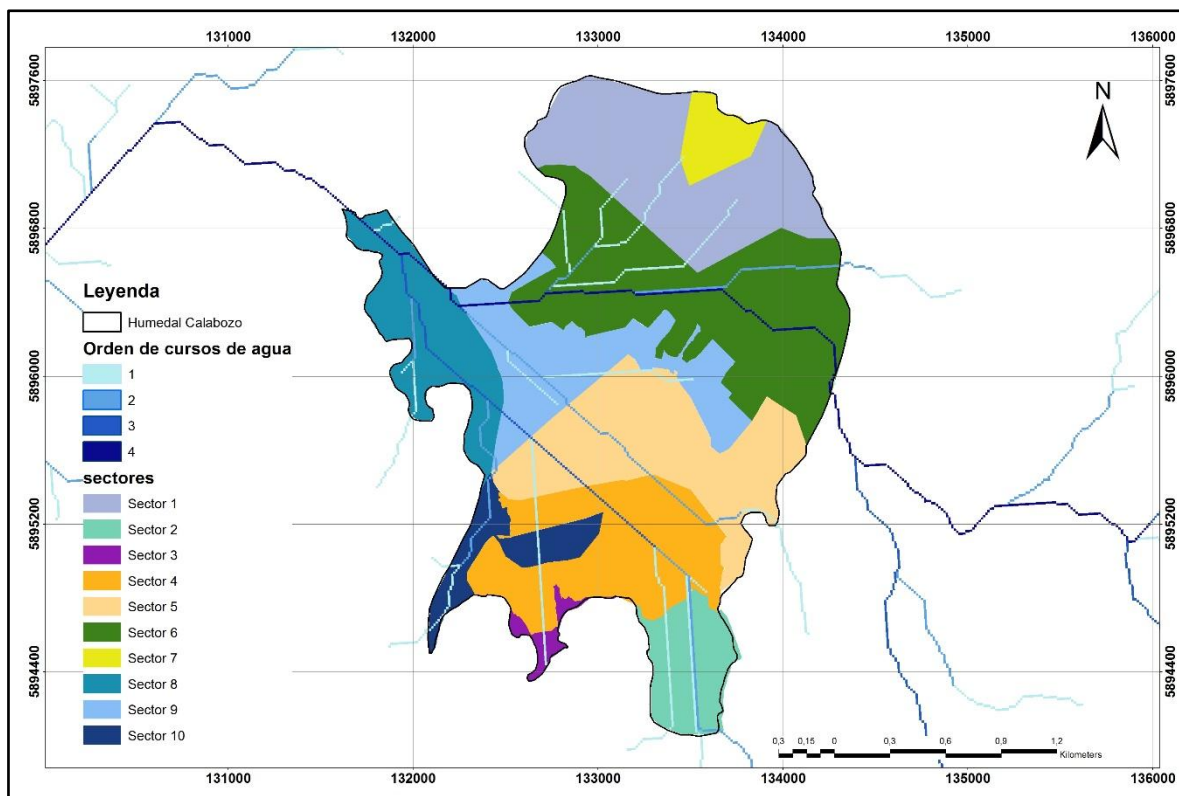 131000 132000 133000 134000 135000 136000
5897600 5897600
N
5896800 5896800
Leyenda
Humedal Calabozo
Orden de cursos de agua
1
2
3
4
5896000 5896000
sectores
Sector 1
Sector 2
Sector 3
Sector 4
Sector 5
Sector 6
Sector 7
Sector 8
Sector 9
Sector 10
5895200 5895200
5894400 5894400
0,3 0,15 0 0,3 0,6 0,9 1,2
Kilometers
131000 132000 133000 134000 135000 136000